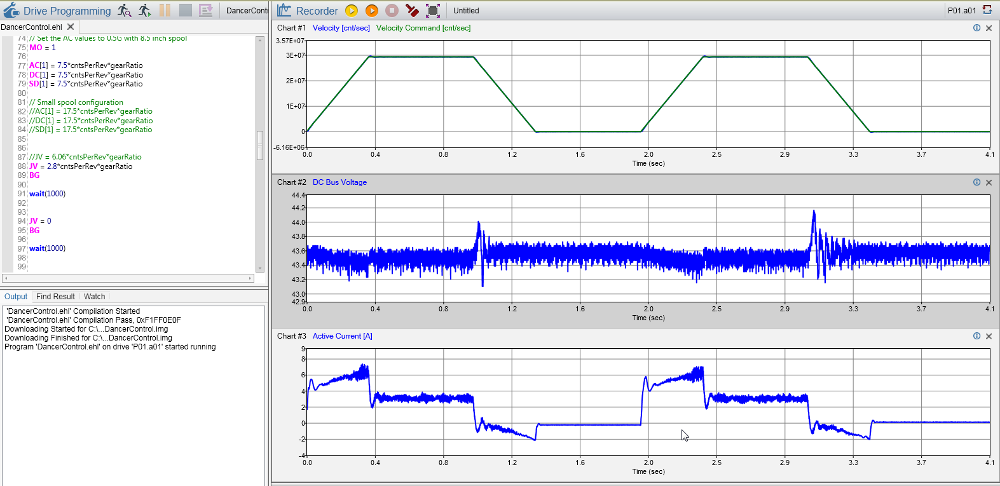 Drive Programming
DancerContr
DancerControl.ehl
74 // Set the AC values to 0.5G with 8.5 inch spool
75 MO = 1
76
77 AC[1] = 7.5*cntsPerRev*gearRatio
78 DC[1] = 7.5*cntsPerRev*gearRatio
79 SD[1] = 7.5*cntsPerRev*gearRatio
80
81 // Small spool configuration
82 //AC[1] = 17.5*cntsPerRev*gearRatio
83 //DC[1] = 17.5*cntsPerRev*gearRatio
84 //SD[1] = 17.5*cntsPerRev*gearRatio
85
86
87 //JV = 6.06*cntsPerRev*gearRatio
88 JV = 2.8*cntsPerRev*gearRatio
89 BG
90
91 wait(1000)
92
93
94 JV = 0
95 BG
96
97 wait(1000)
98
99
Output Find Result Watch
'DancerControl.ehl' Compilation Started
'DancerControl.ehl' Compilation Pass, 0xF1FF0E0F
Downloading Started for C:\...DancerControl.img
Downloading Finished for C:\...DancerControl.img
Program 'DancerControl.ehl' on drive 'P01.a01' started running
Recorder
Untitled
P01.a01
Chart #1 Velocity [cnt/sec] Velocity Command [cnt/sec]
3.57E+07
3E+07
2E+07
1E+07
0
-6.16E+06
0.0 0.4 0.8 1.2 1.6 2.0 2.5 2.9 3.3 3.7 4.1
Time (sec)
Chart #2 DC Bus Voltage
44.4
44.2
44.0
43.8
43.6
43.4
43.2
43.0
42.9
0.0 0.4 0.8 1.2 1.6 2.0 2.5 2.9 3.3 3.7 4.1
Time (sec)
Chart #3 Active Current [A]
9
8
6
4
2
0
-2
-4
0.0 0.4 0.8 1.2 1.6 2.0 2.5 2.9 3.3 3.7 4.1
Time (sec)